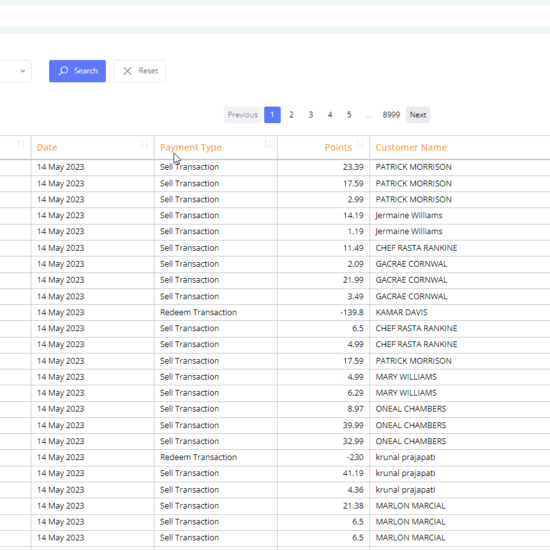 Search Reset
Previous 1 2 3 4 5 ... 8999 Next
Date Payment Type Points Customer Name
14 May 2023 Sell Transaction 23.39 PATRICK MORRISON
14 May 2023 Sell Transaction 17.59 PATRICK MORRISON
14 May 2023 Sell Transaction 2.99 PATRICK MORRISON
14 May 2023 Sell Transaction 14.19 Jermaine Williams
14 May 2023 Sell Transaction 1.19 Jermaine Williams
14 May 2023 Sell Transaction 11.49 CHEF RASTA RANKINE
14 May 2023 Sell Transaction 2.09 GACRAE CORNWAL
14 May 2023 Sell Transaction 21.99 GACRAE CORNWAL
14 May 2023 Sell Transaction 3.49 GACRAE CORNWAL
14 May 2023 Redeem Transaction -139.8 KAMAR DAVIS
14 May 2023 Sell Transaction 6.5 CHEF RASTA RANKINE
14 May 2023 Sell Transaction 4.99 CHEF RASTA RANKINE
14 May 2023 Sell Transaction 17.59 PATRICK MORRISON
14 May 2023 Sell Transaction 4.99 MARY WILLIAMS
14 May 2023 Sell Transaction 6.29 MARY WILLIAMS
14 May 2023 Sell Transaction 8.97 ONEAL CHAMBERS
14 May 2023 Sell Transaction 39.99 ONEAL CHAMBERS
14 May 2023 Sell Transaction 32.99 ONEAL CHAMBERS
14 May 2023 Redeem Transaction -230 krunal prajapati
14 May 2023 Sell Transaction 41.19 krunal prajapati
14 May 2023 Sell Transaction 4.36 krunal prajapati
14 May 2023 Sell Transaction 21.38 MARLON MARCIAL
14 May 2023 Sell Transaction 6.5 MARLON MARCIAL
14 May 2023 Sell Transaction 6.5 MARLON MARCIAL